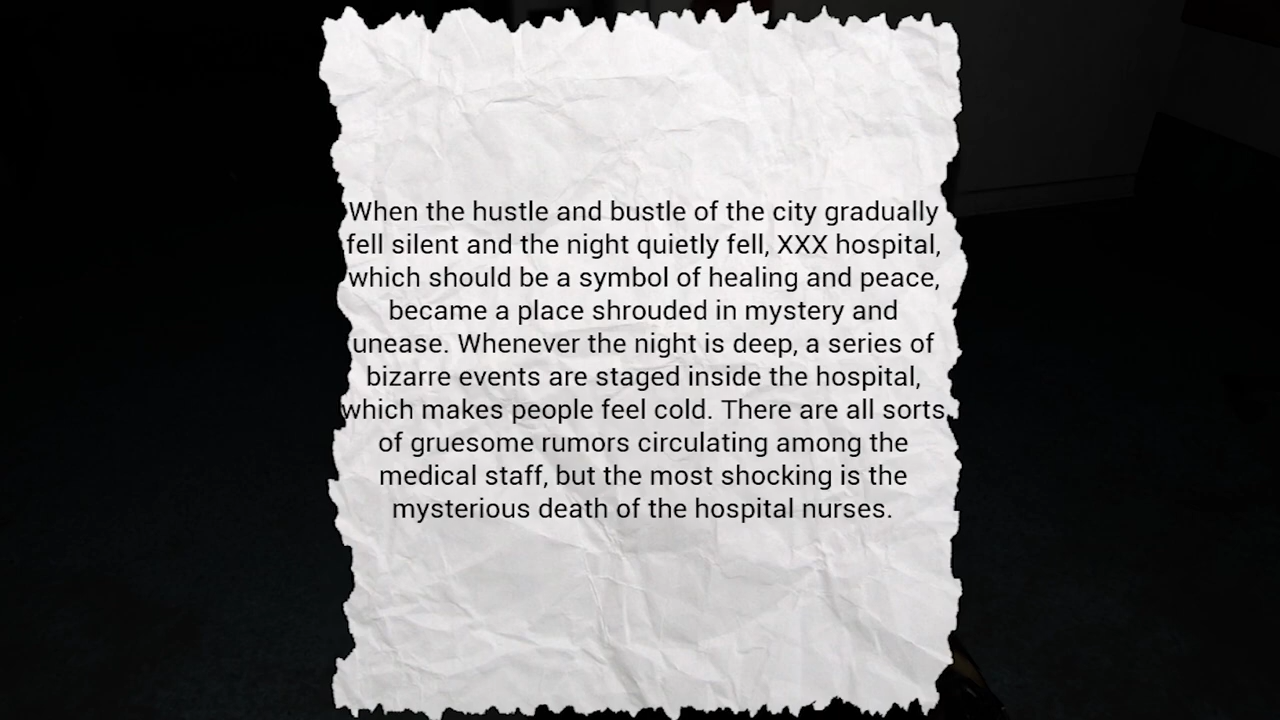 When the hustle and bustle of the city gradually
fell silent and the night quietly fell, XXX hospital,
which should be a symbol of healing and peace,
became a place shrouded in mystery and
unease. Whenever the night is deep, a series of
bizarre events are staged inside the hospital,
which makes people feel cold. There are all sorts
of gruesome rumors circulating among the
medical staff, but the most shocking is the
mysterious death of the hospital nurses.